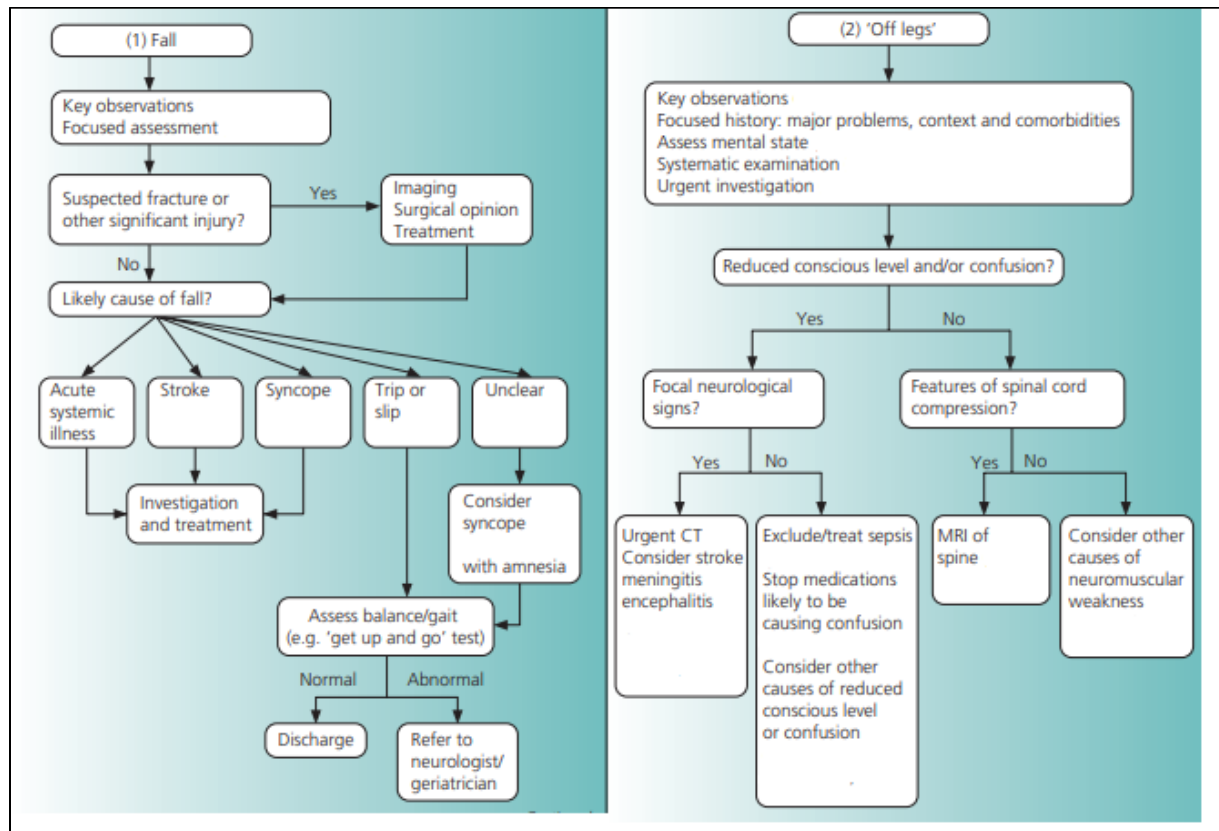 (1) Fall
Key observations
Focused assessment
Suspected fracture or
other significant injury?
Yes
Imaging
Surgical opinion
Treatment
No
Likely cause of fall?
Acute
systemic
illness
Stroke
Syncope
Trip or
slip
Unclear
Investigation
and treatment
Consider
syncope
with amnesia
Assess balance/gait
(e.g. ‘get up and go’ test)
Normal
Abnormal
Discharge
Refer to
neurologist/
geriatrician
(2) ‘Off legs’
Key observations
Focused history: major problems, context and comorbidities
Assess mental state
Systematic examination
Urgent investigation
Reduced conscious level and/or confusion?
Yes
No
Focal neurological
signs?
Features of spinal cord
compression?
Yes
No
Yes
No
Urgent CT
Consider stroke
meningitis
encephalitis
Exclude/treat sepsis
Stop medications
likely to be
causing confusion
Consider other
causes of reduced
conscious level
or confusion
MRI of
spine
Consider other
causes of
neuromuscular
weakness